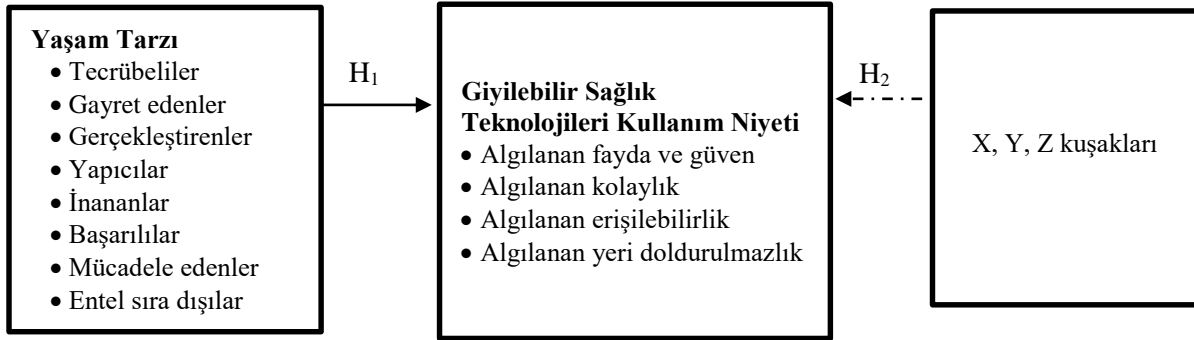 Yaşam Tarzı
• Tecrübeliler
• Gayret edenler
• Gerçekleştirenler
• Yapıcılar
• İnananlar
• Başarılılar
• Mücadele edenler
• Entel sıra dışılar
H₁
Giyilebilir Sağlık
Teknolojileri Kullanım Niyeti
• Algılanan fayda ve güven
• Algılanan kolaylık
• Algılanan erişilebilirlik
• Algılanan yeri doldurulmazlık
H₂
X, Y, Z kuşakları